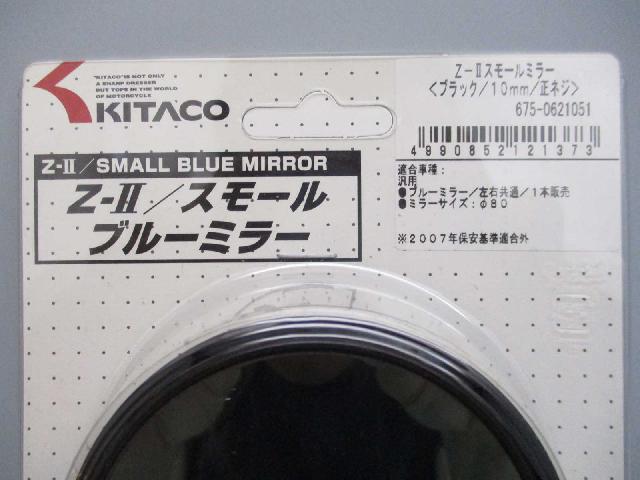 "KITACO" IS NOT ONLY
A SHARP DRESSER
BUT TOPS IN THE WORLD
OF MOTORCYCLE
KITACO
Z-II/SMALL BLUE MIRROR
Z-II/スモール
ブルーミラー
Z-Ⅱスモールミラー
<ブラック/10mm/正ネジ>
675-0621051
4990852121373
適合車種:
汎用
●ブルーミラー/左右共通/1本販売
●ミラーサイズ:φ80
※2007年保安基準適合外